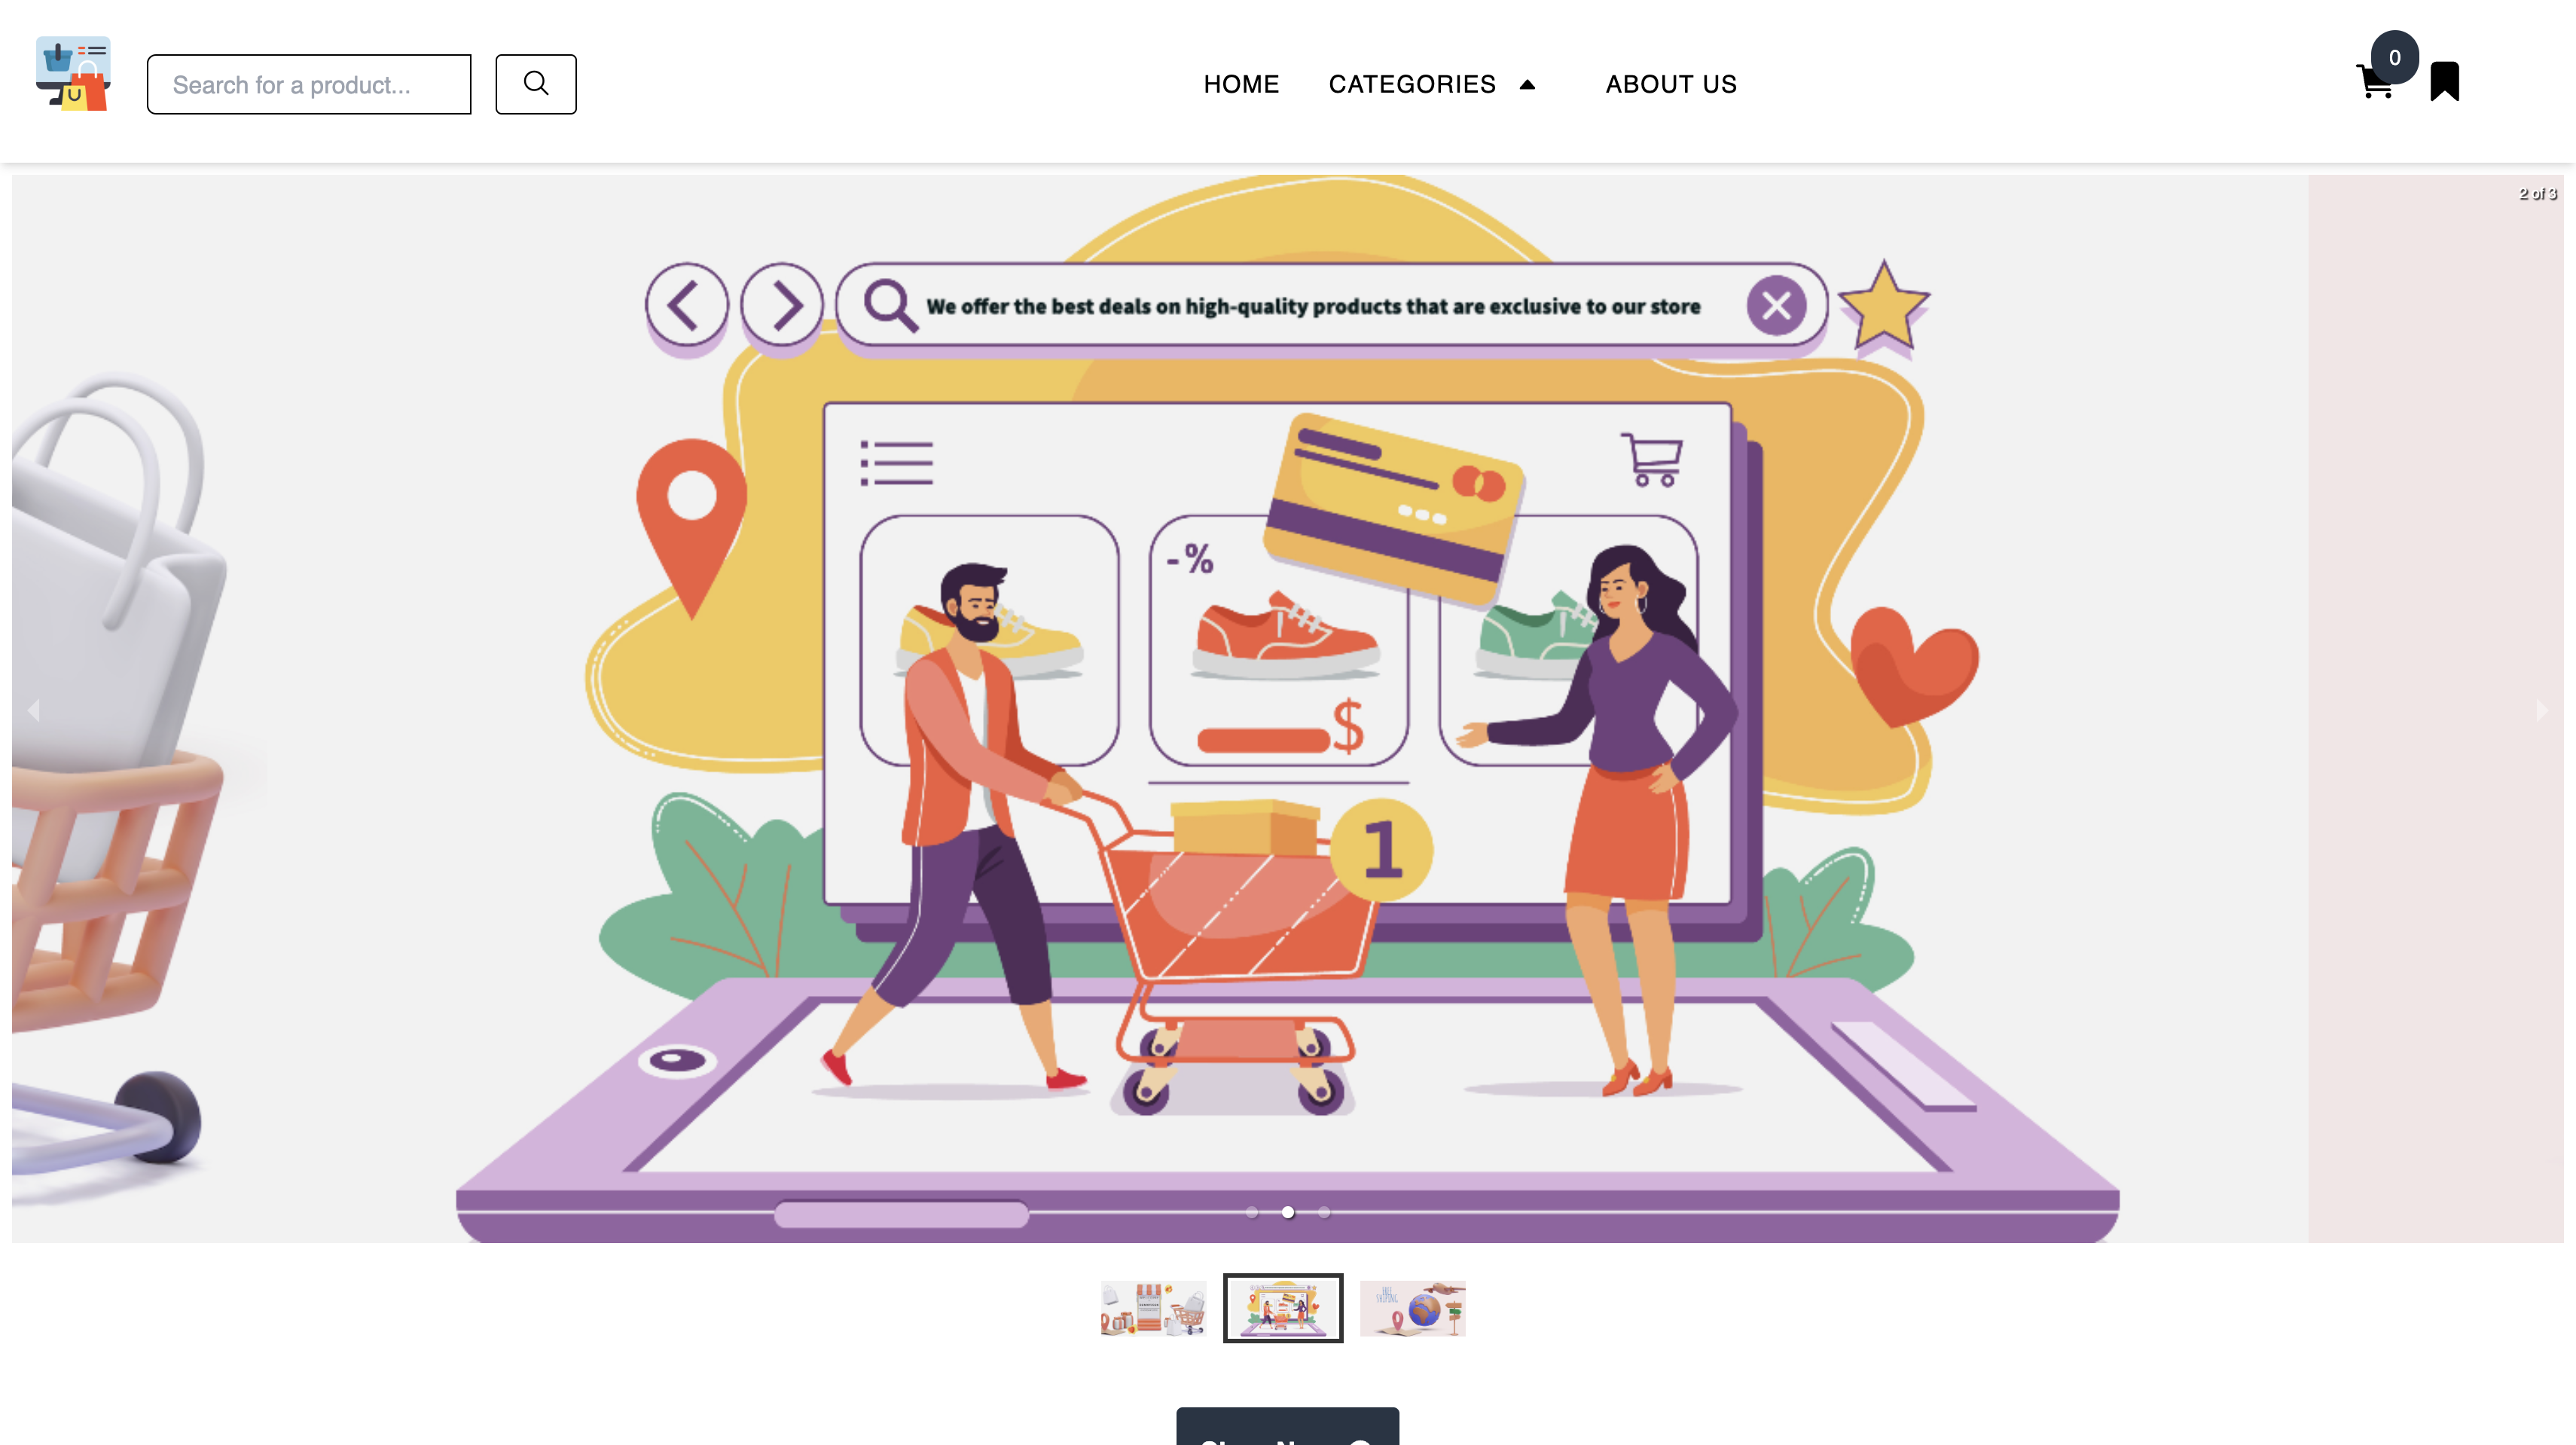 Search for a product...
HOME
CATEGORIES
ABOUT US
0
2 of 3
We offer the best deals on high-quality products that are exclusive to our store
-%
$
1